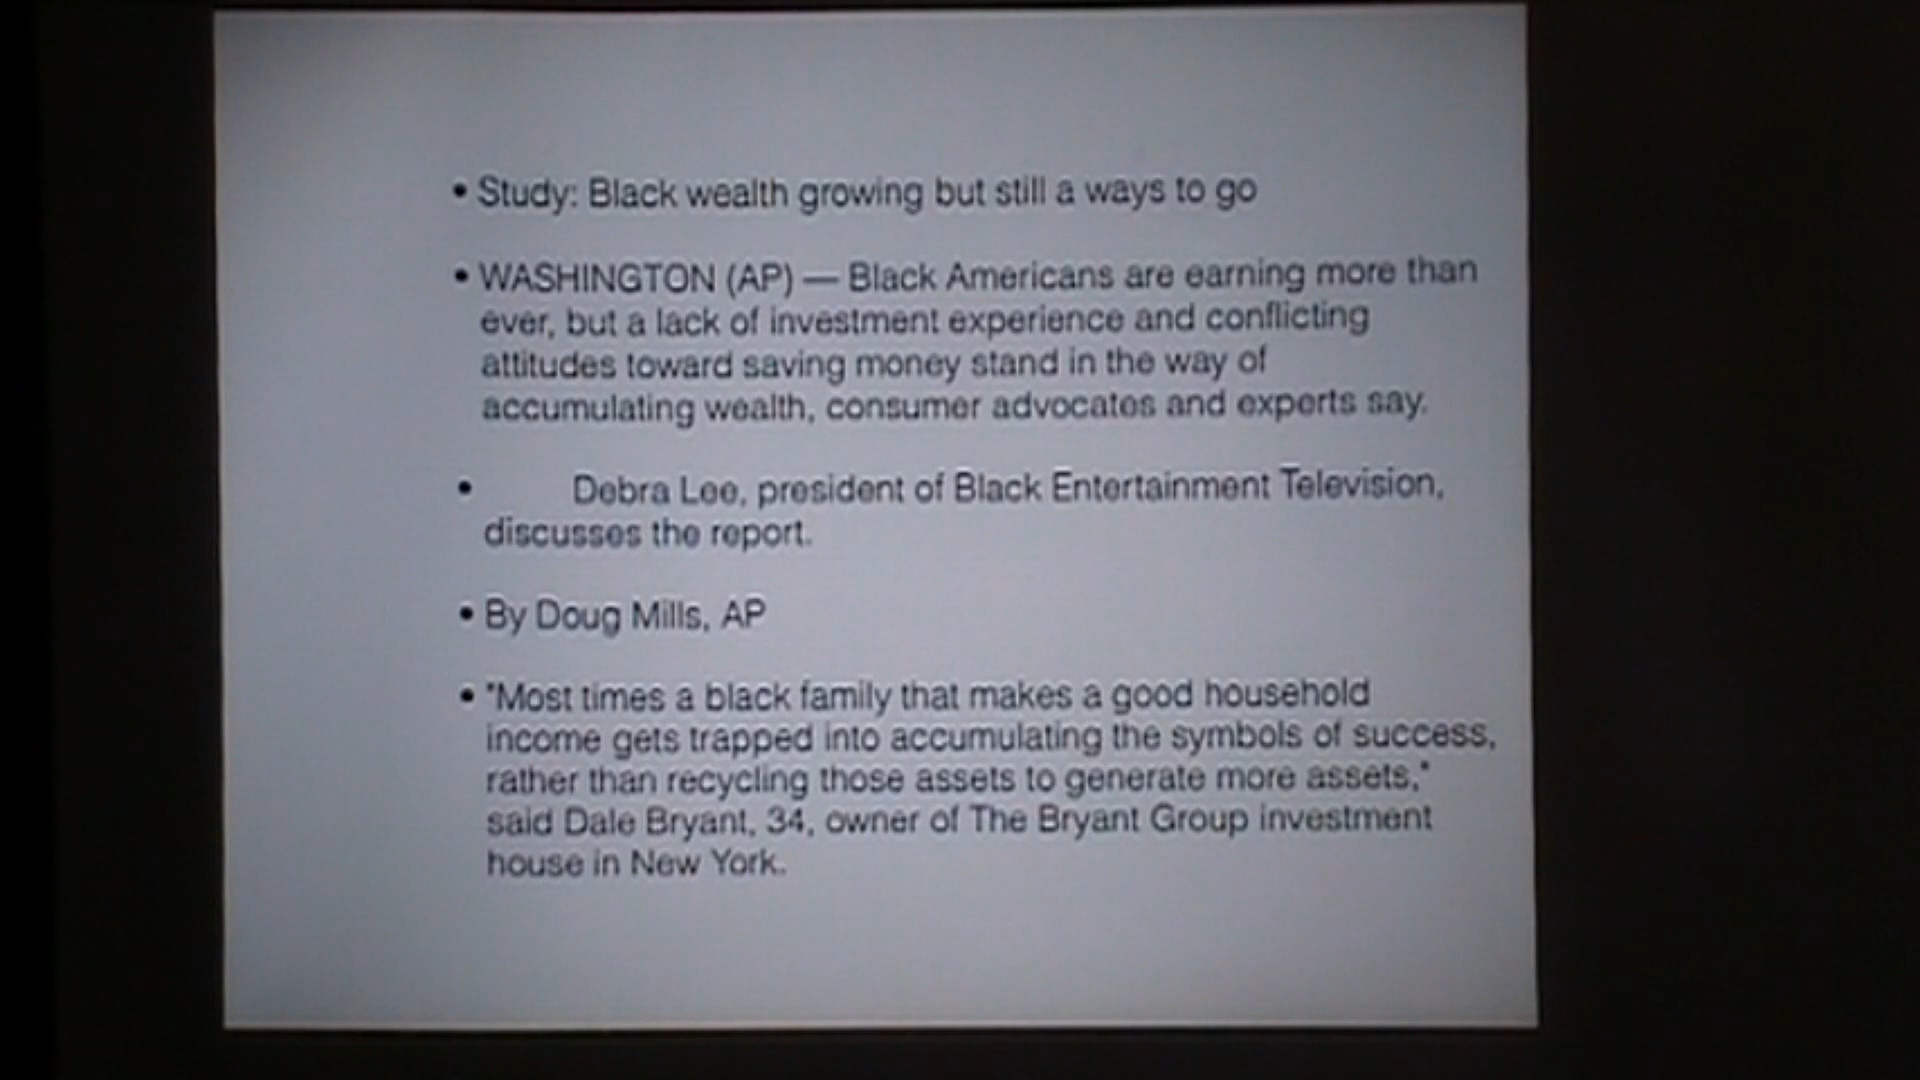 • Study: Black wealth growing but still a ways to go
• WASHINGTON (AP) — Black Americans are earning more than
ever, but a lack of investment experience and conflicting
attitudes toward saving money stand in the way of
accumulating wealth, consumer advocates and experts say.
• Debra Lee, president of Black Entertainment Television,
discusses the report.
• By Doug Mills, AP
• "Most times a black family that makes a good household
income gets trapped into accumulating the symbols of success,
rather than recycling those assets to generate more assets,"
said Dale Bryant, 34, owner of The Bryant Group investment
house in New York.